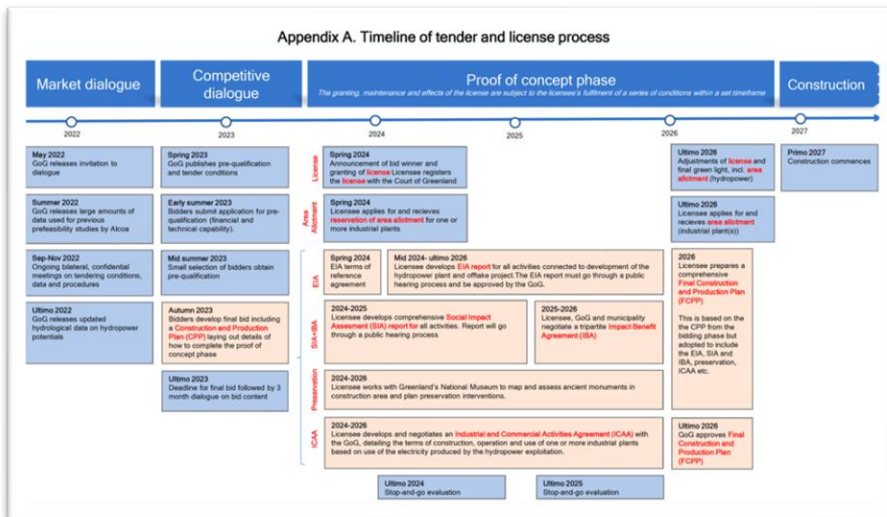 Appendix A. Timeline of tender and license process
Market dialogue
Competitive
dialogue
Proof of concept phase
The granting, maintenance and effects of the license are subject to the licensee's fulfilment of a series of conditions within a set timeframe
Construction
2022
2023
2024
2025
2026
2027
May 2022
GoG releases invitation to
dialogue
Summer 2022
GoG releases large amounts of
data used for previous
prefeasibility studies by Alcoa
Sep-Nov 2022
Ongoing bilateral, confidential
meetings on tendering conditions,
data and procedures
Ultimo 2022
GoG releases updated
hydrological data on hydropower
potentials
Spring 2023
GoG publishes pre-qualification
and tender conditions
Early summer 2023
Bidders submit application for pre-
qualification (financial and
technical capability).
Mid summer 2023
Small selection of bidders obtain
pre-qualification
Autumn 2023
Bidders develop final bid including
a Construction and Production
Plan (CPP) laying out details of
how to complete the proof of
concept phase
Ultimo 2023
Deadline for final bid followed by 3
month dialogue on bid content
License
Spring 2024
Announcement of bid winner and
granting of license Licensee registers
the license with the Court of Greenland
Area
Allotment
Spring 2024
Licensee applies for and recieves
reservation of area allotment for one or
more industrial plants
EIA
Spring 2024
EIA terms of
reference
agreement
Mid 2024- ultimo 2026
Licensee develops EIA report for all activities connected to development of the
hydropower plant and offtake project.The EIA report must go through a public
hearing process and be approved by the GoG.
SIA+IBA
2024-2025
Licensee develops comprehensive Social Impact
Assesment (SIA) report for all activities. Report will go
through a public hearing process
2025-2026
Licensee, GoG and municipality
negotiate a tripartite Impact Benefit
Agreement (IBA)
Preservation
2024-2026
Licensee works with Greenland's National Museum to map and assess ancient monuments in
construction area and plan preservation interventions.
ICAA
2024-2026
Licensee develops and negotiates an Industrial and Commercial Activities Agreement (ICAA) with
the GoG, detailing the terms of construction, operation and use of one or more industrial plants
based on use of the electricity produced by the hydropower exploitation.
Ultimo 2024
Stop-and-go evaluation
Ultimo 2025
Stop-and-go evaluation
Ultimo 2026
Adjustments of license and
final green light, incl. area
allotment (hydropower)
Ultimo 2026
Licensee applies for and
recieves area allotment
(industrial plant(s))
2026
Licensee prepares a
comprehensive
Final Construction
and Production Plan
(FCPP)
This is based on the
the CPP from the
bidding phase but
adopted to include
the EIA, SIA and
IBA, preservation,
ICAA etc.
Ultimo 2026
GoG approves Final
Construction and
Production Plan
(FCPP)
Primo 2027
Construction commences